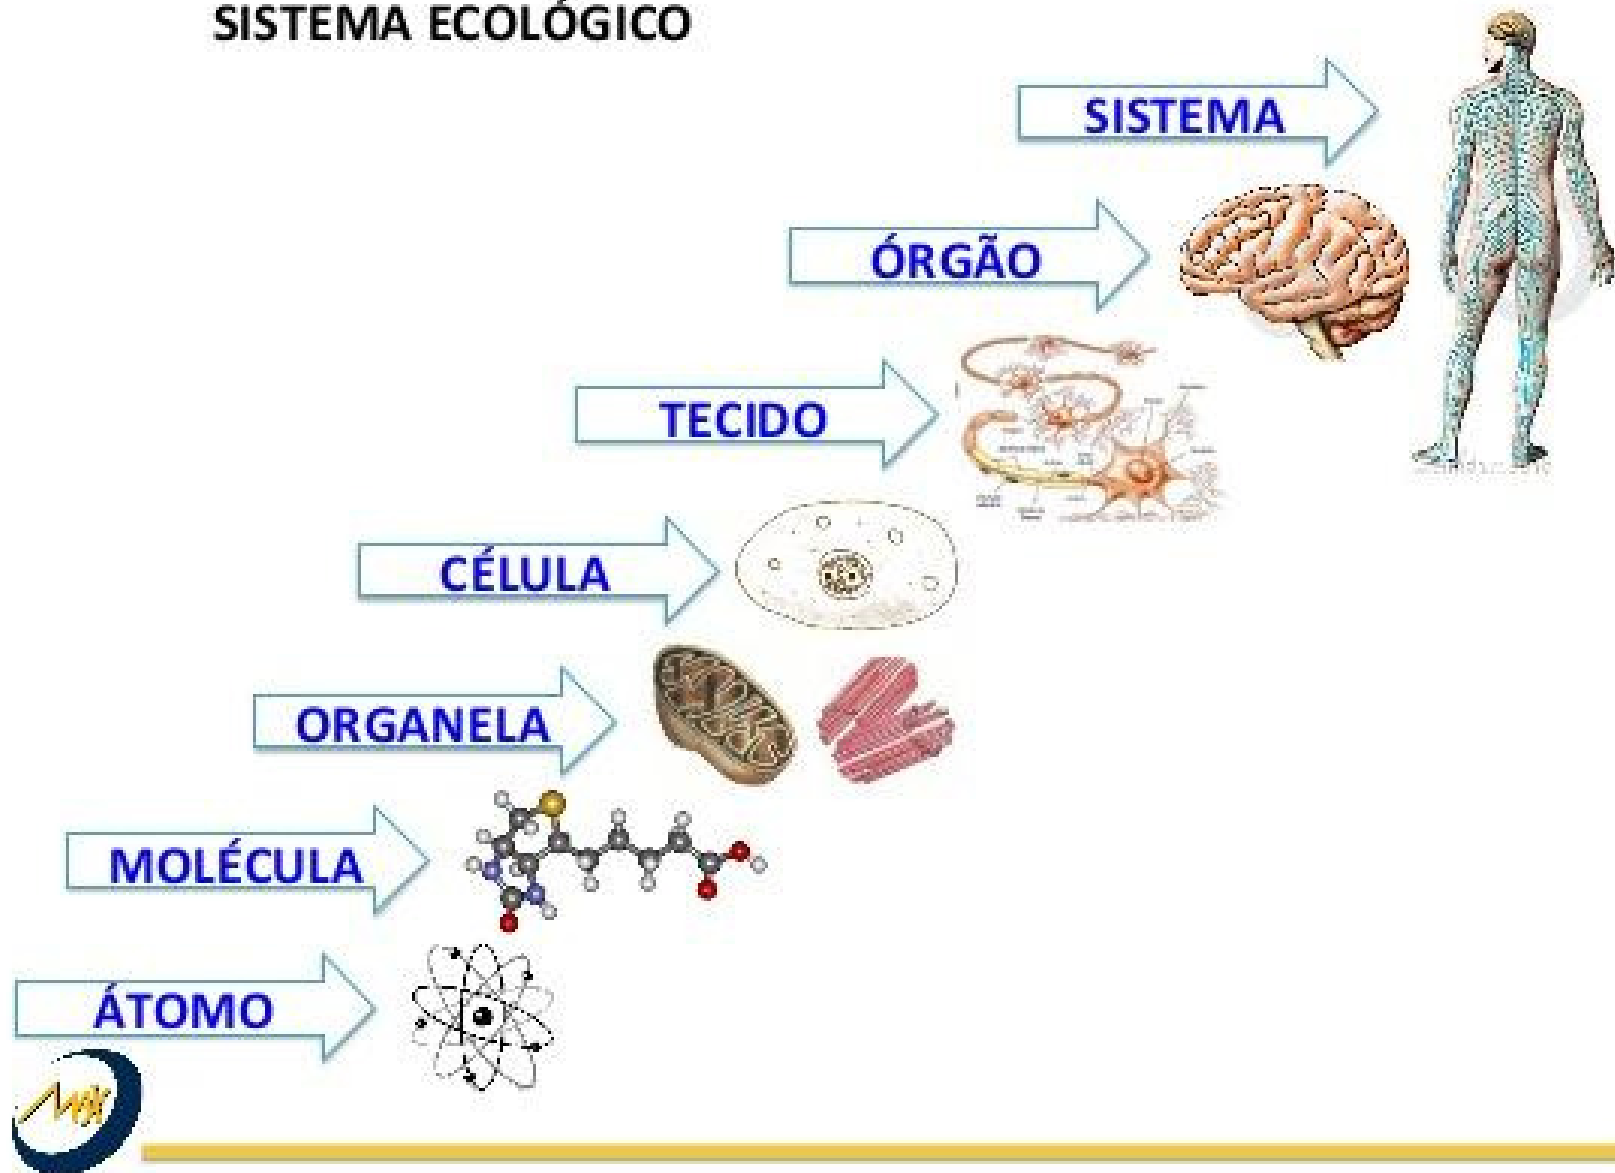 SISTEMA ECOLÓGICO
SISTEMA
ÓRGÃO
TECIDO
CÉLULA
ORGANELA
MOLÉCULA
ÁTOMO